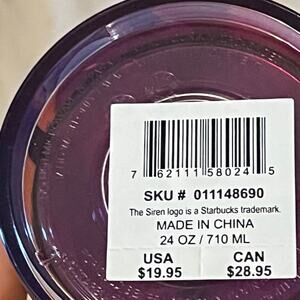 7 62111 58024 5
SKU # 011148690
The Siren logo is a Starbucks trademark.
MADE IN CHINA
24 OZ / 710 ML
USA CAN
$19.95 $28.95